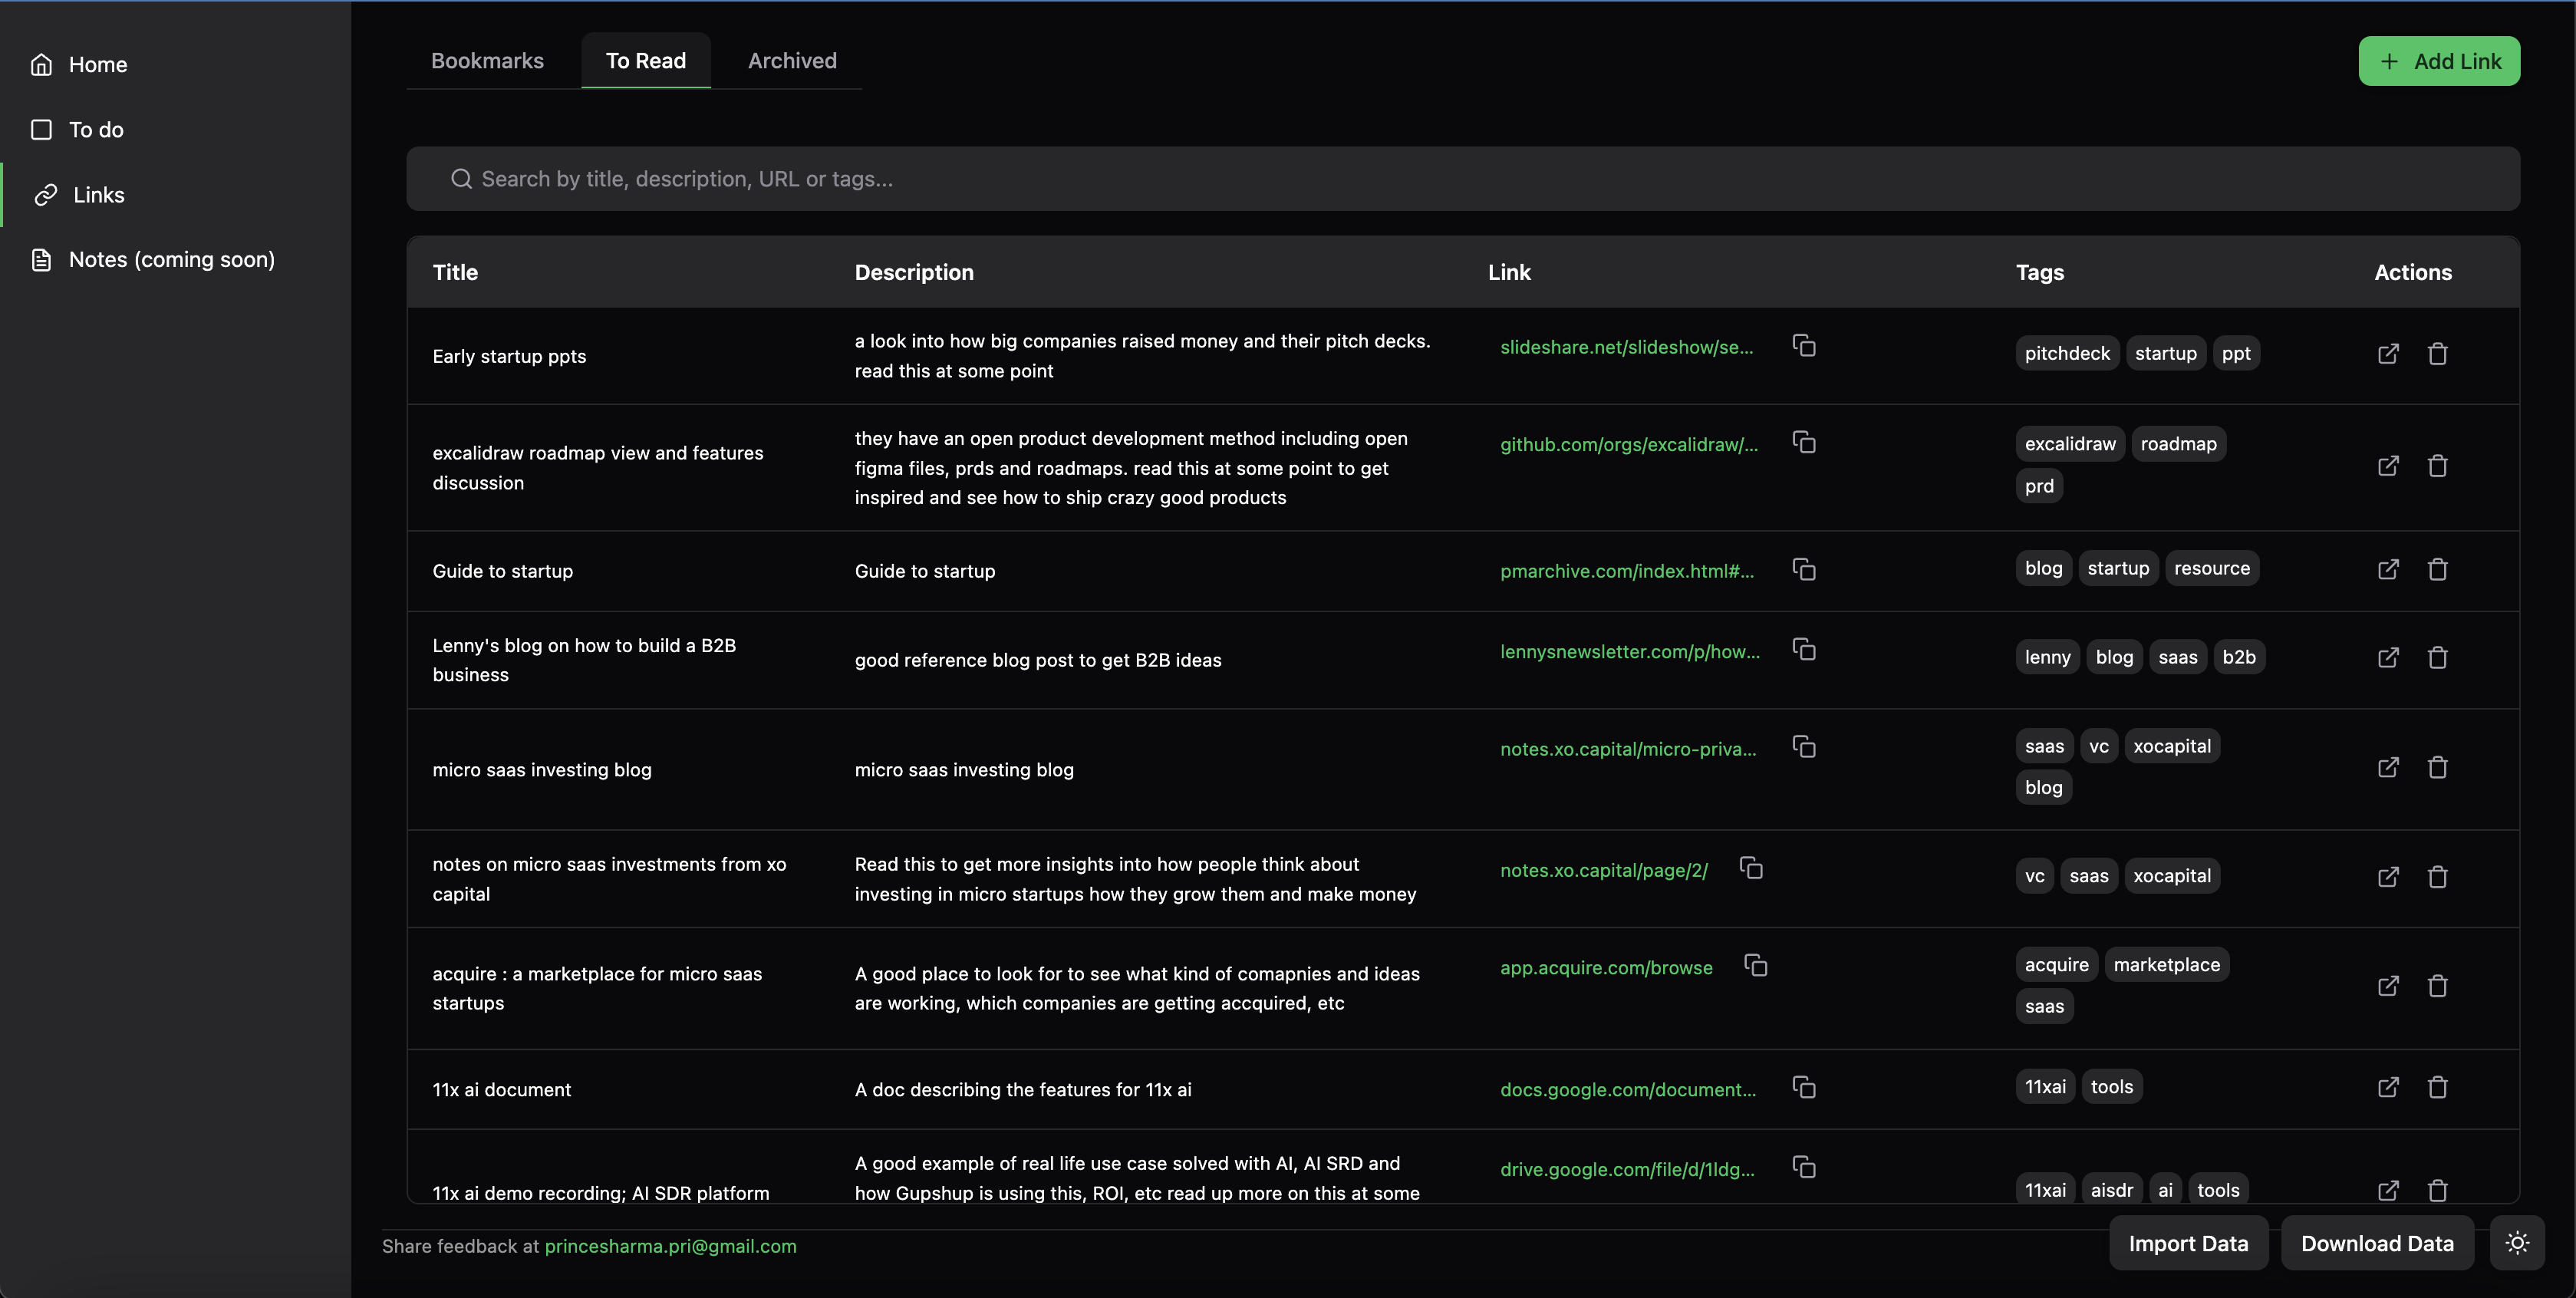 Home
To do
Links
Notes (coming soon)
Bookmarks
To Read
Archived
Add Link
Search by title, description, URL or tags...
Title
Description
Link
Tags
Actions
Early startup ppts
a look into how big companies raised money and their pitch decks.
read this at some point
slideshare.net/slideshow/se...
pitchdeck startup ppt
excalidraw roadmap view and features
discussion
they have an open product development method including open
figma files, prds and roadmaps. read this at some point to get
inspired and see how to ship crazy good products
github.com/orgs/excalidraw/...
excalidraw roadmap
prd
Guide to startup
Guide to startup
pmarchive.com/index.html#...
blog startup resource
Lenny's blog on how to build a B2B
business
good reference blog post to get B2B ideas
lennysnewsletter.com/p/how...
lenny blog saas b2b
micro saas investing blog
micro saas investing blog
notes.xo.capital/micro-priva...
saas vc xocapital
blog
notes on micro saas investments from xo
capital
Read this to get more insights into how people think about
investing in micro startups how they grow them and make money
notes.xo.capital/page/2/
vc saas xocapital
acquire : a marketplace for micro saas
startups
A good place to look for to see what kind of comapnies and ideas
are working, which companies are getting accquired, etc
app.acquire.com/browse
acquire marketplace
saas
11x ai document
A doc describing the features for 11x ai
docs.google.com/document...
11xai tools
11x ai demo recording; AI SDR platform
A good example of real life use case solved with AI, AI SRD and
how Gupshup is using this, ROI, etc read up more on this at some
drive.google.com/file/d/1ldg...
11xai aisdr ai tools
Share feedback at princesharma.pri@gmail.com
Import Data
Download Data